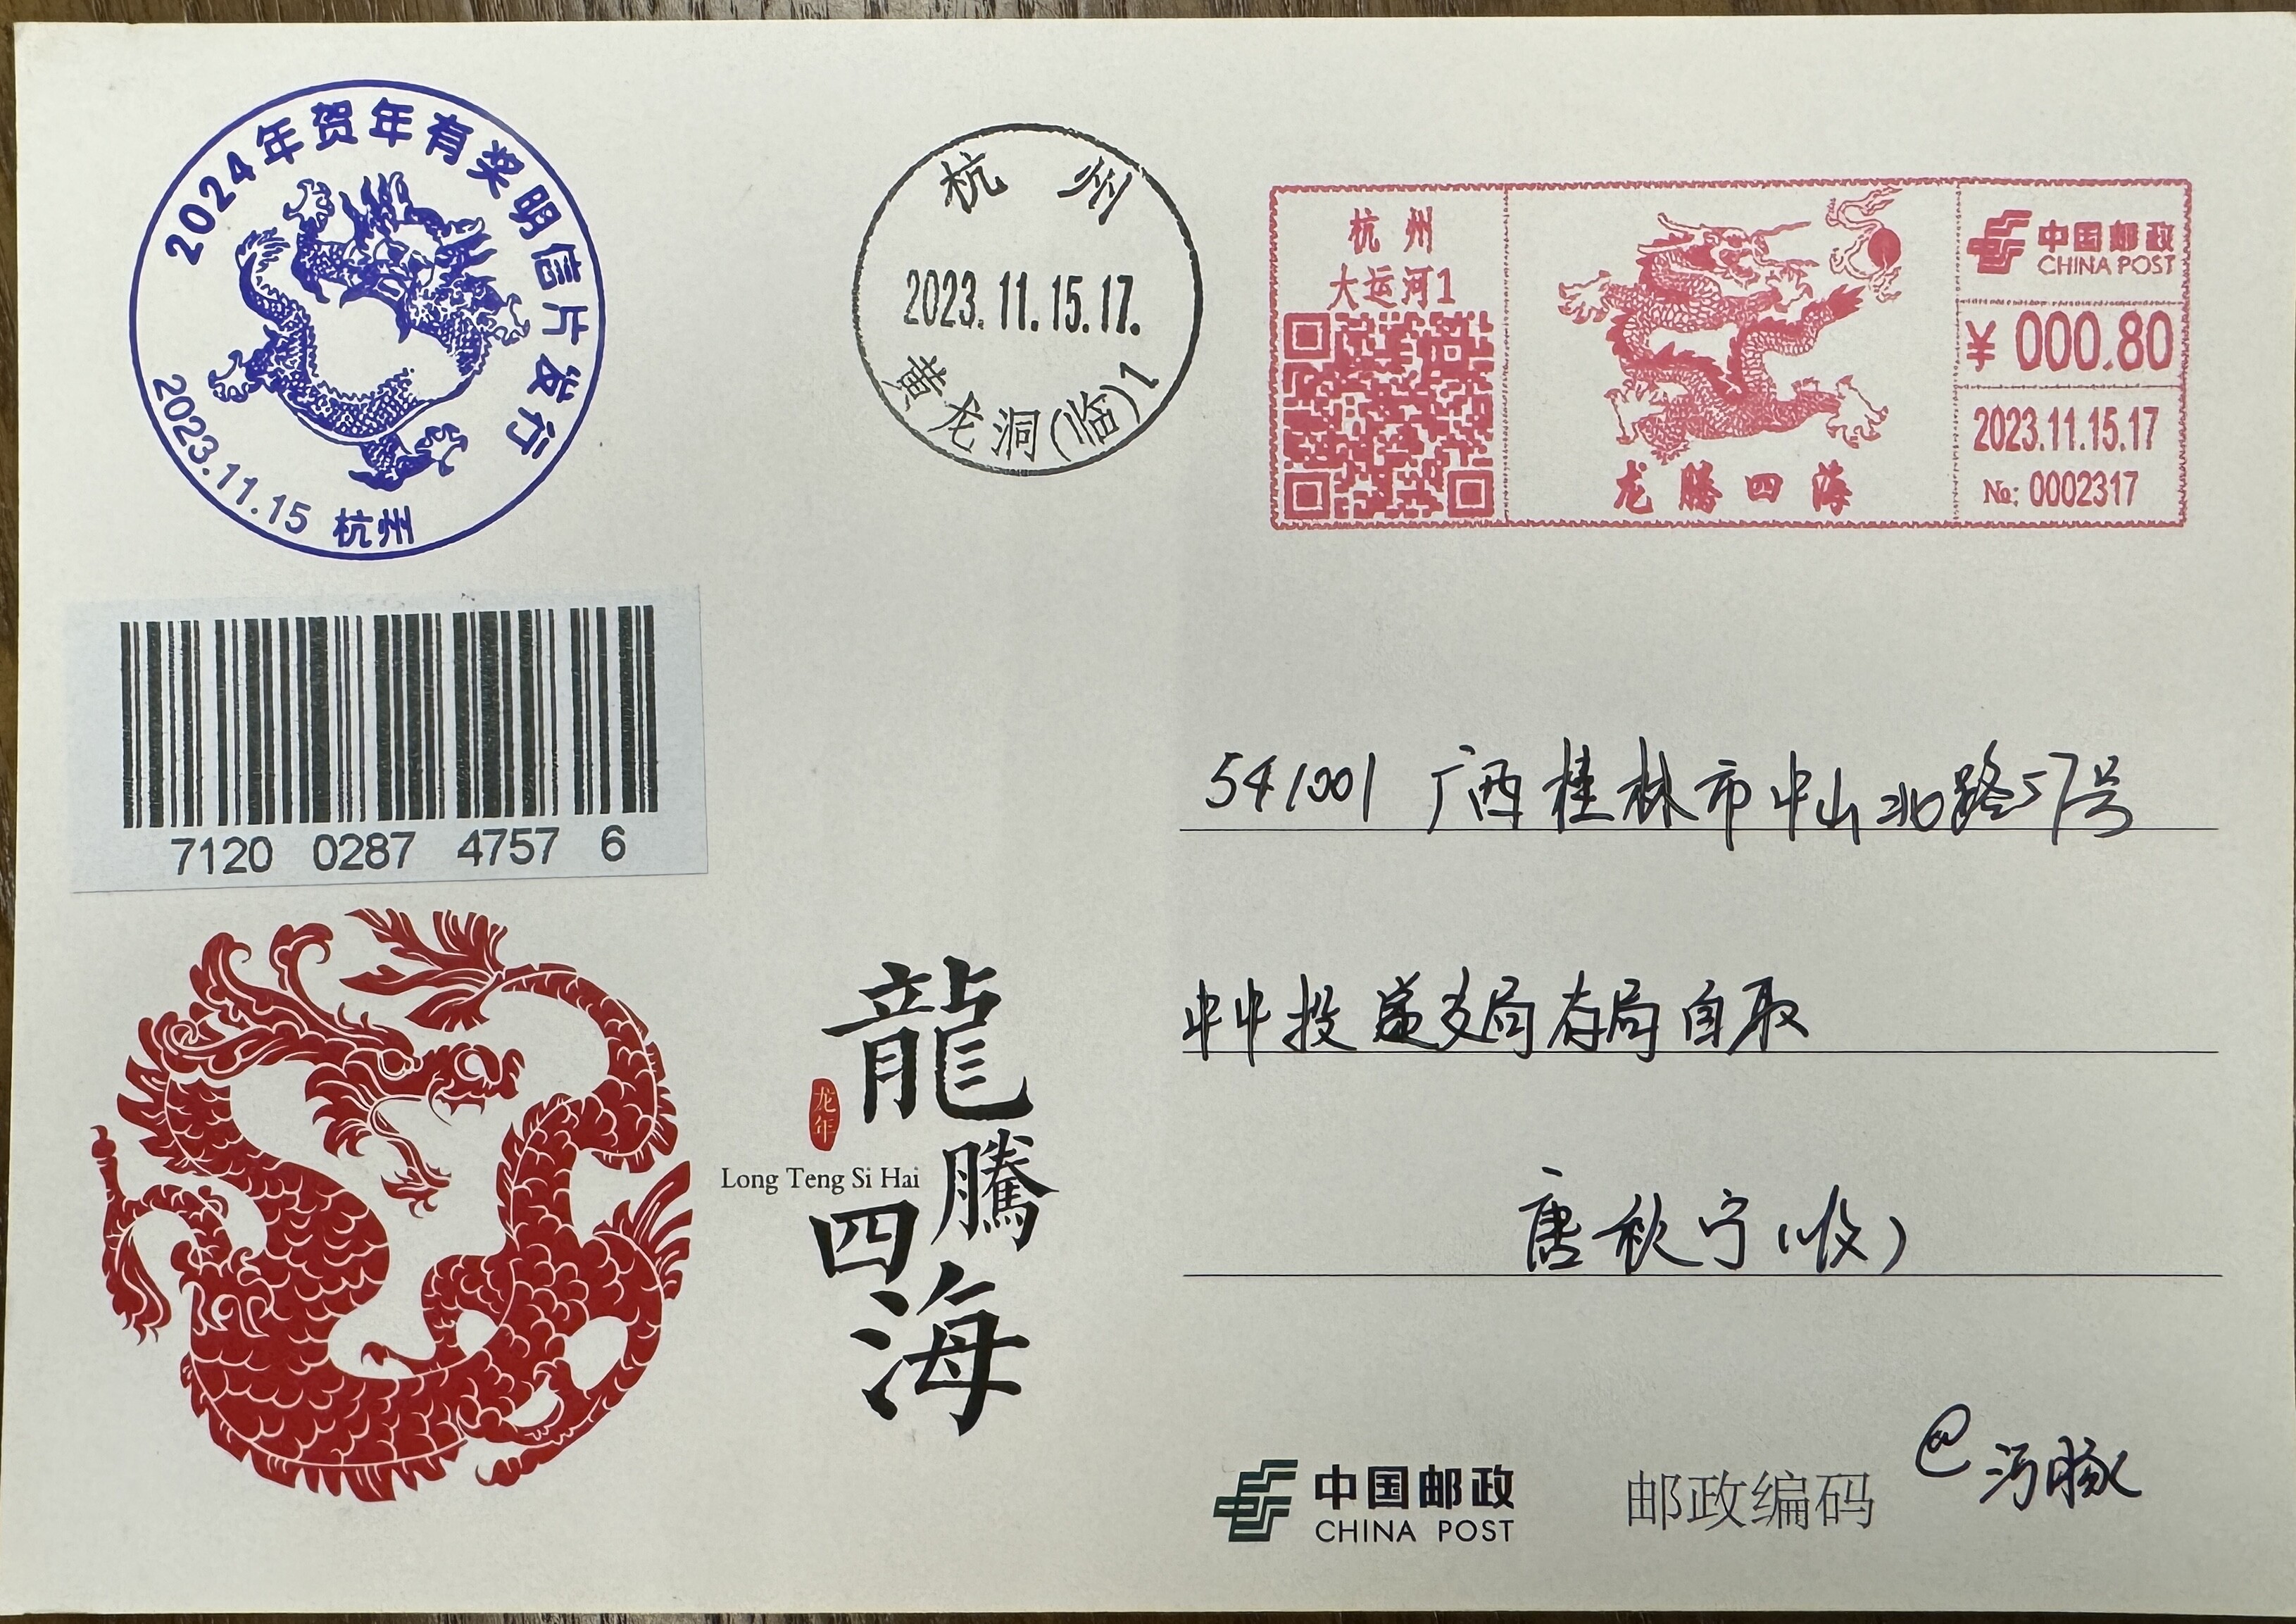 2024年贺年有奖明信片发行
2023.11.15 杭州
杭 州
2023.11.15.17.
黄龙洞(临)1
杭 州
大运河1
龙腾四海
中国邮政
CHINA POST
¥ 000.80
2023.11.15.17
№: 0002317
7120 0287 4757 6
541001 广西桂林市中山北路57号
中中投递支局存局自取
唐秋宁(收)
龍
龙年
騰
Long Teng Si Hai
四
海
中国邮政
CHINA POST
邮政编码